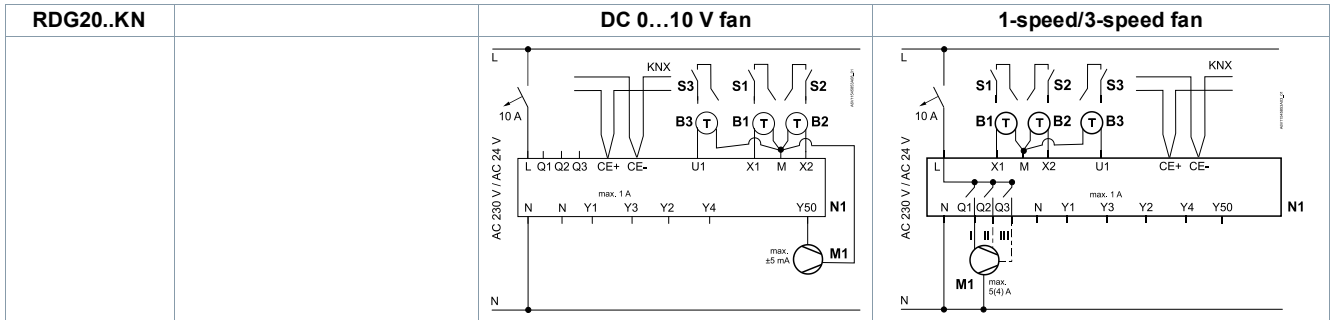 RDG20..KN
DC 0…10 V fan
1-speed/3-speed fan
L
KNX
S3 S1 S2
10 A
B3 T B1 T T B2
AC 230 V / AC 24 V
L Q1 Q2 Q3 CE+ CE- U1 X1 M X2
max. 1 A
N N Y1 Y3 Y2 Y4 Y50 N1
max.
±5 mA
M1
N
L
KNX
S1 S2 S3
10 A
B1 T T B2 T B3
AC 230 V / AC 24 V
L X1 M X2 U1 CE+ CE-
max. 1 A
N Q1 Q2 Q3 N Y1 Y3 Y2 Y4 Y50 N1
I II III
M1
max.
5(4) A
N